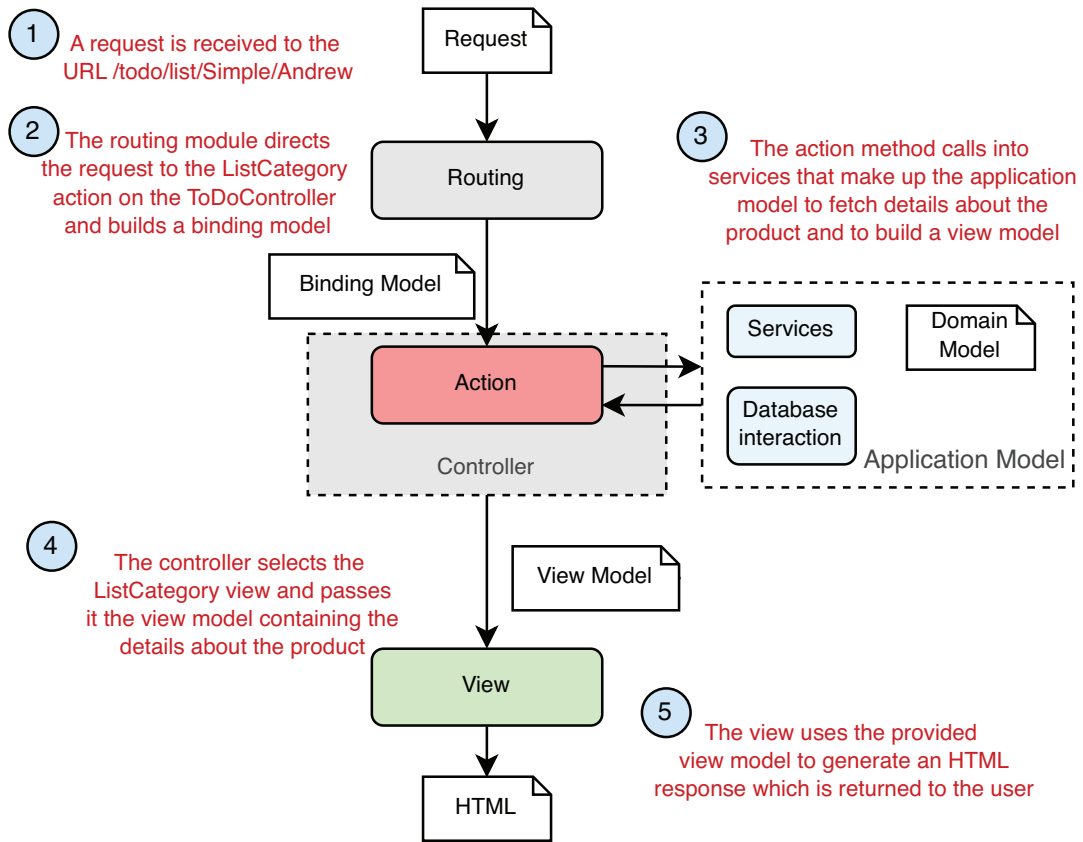 1
A request is received to the
URL /todo/list/Simple/Andrew
Request
2
The routing module directs
the request to the ListCategory
action on the ToDoController
and builds a binding model
Routing
3
The action method calls into
services that make up the application
model to fetch details about the
product and to build a view model
Binding Model
Action
Controller
Services
Domain
Model
Database
interaction
Application Model
4
The controller selects the
ListCategory view and passes
it the view model containing the
details about the product
View Model
View
5
The view uses the provided
view model to generate an HTML
response which is returned to the user
HTML